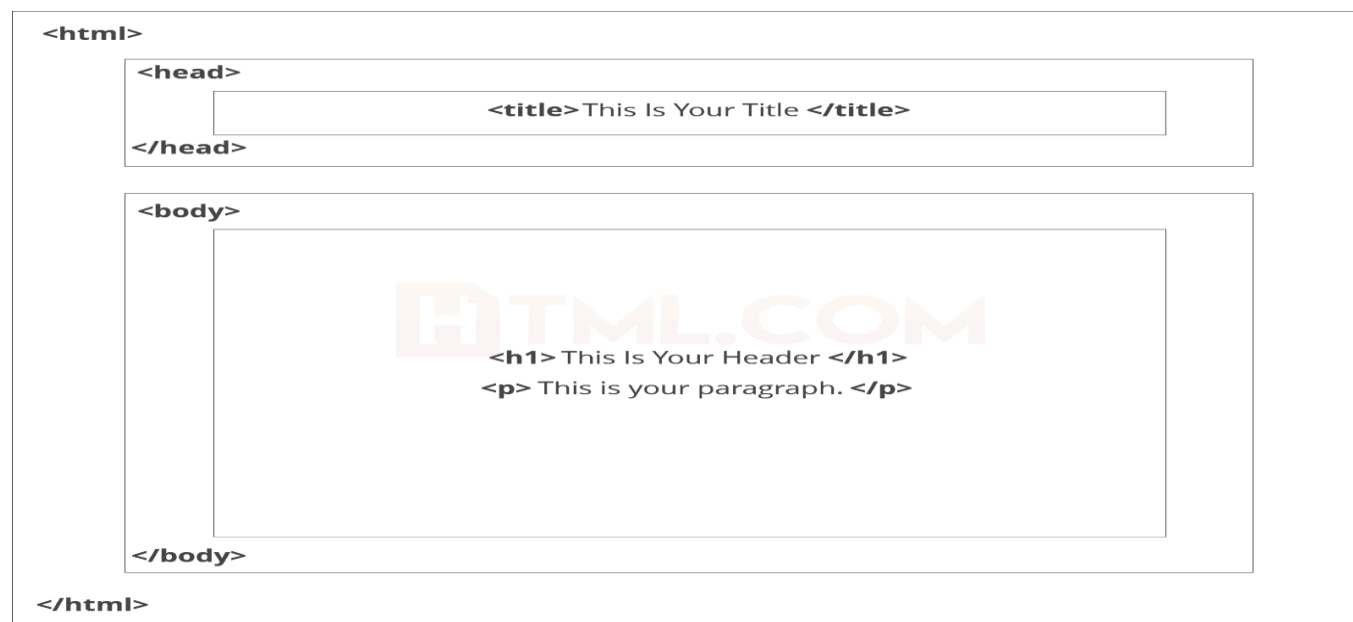 <html>
<head>
<title>This Is Your Title </title>
</head>
<body>
HTML.COM
<h1> This Is Your Header </h1>
<p> This is your paragraph. </p>
</body>
</html>